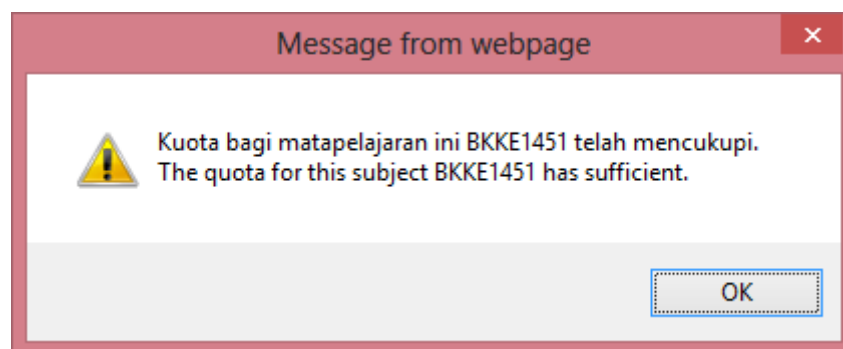 Message from webpage
Kuota bagi matapelajaran ini BKKE1451 telah mencukupi.
The quota for this subject BKKE1451 has sufficient.
OK